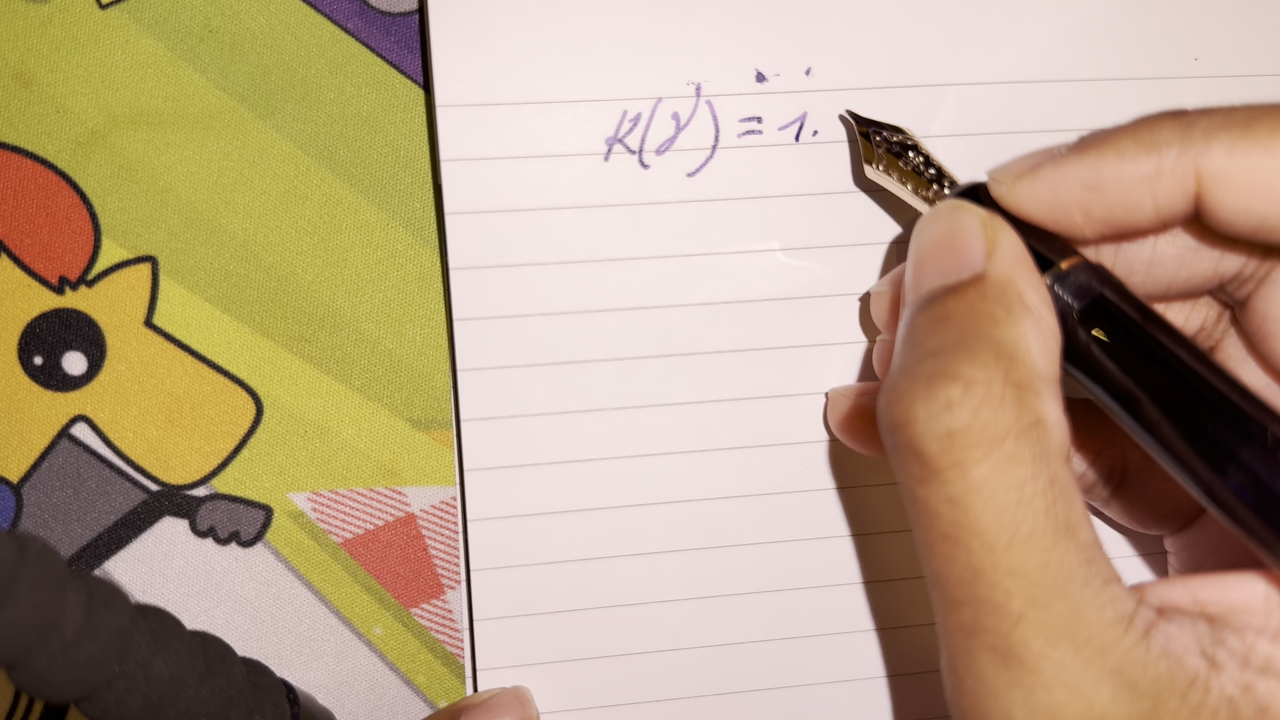 K(γ) = 1.